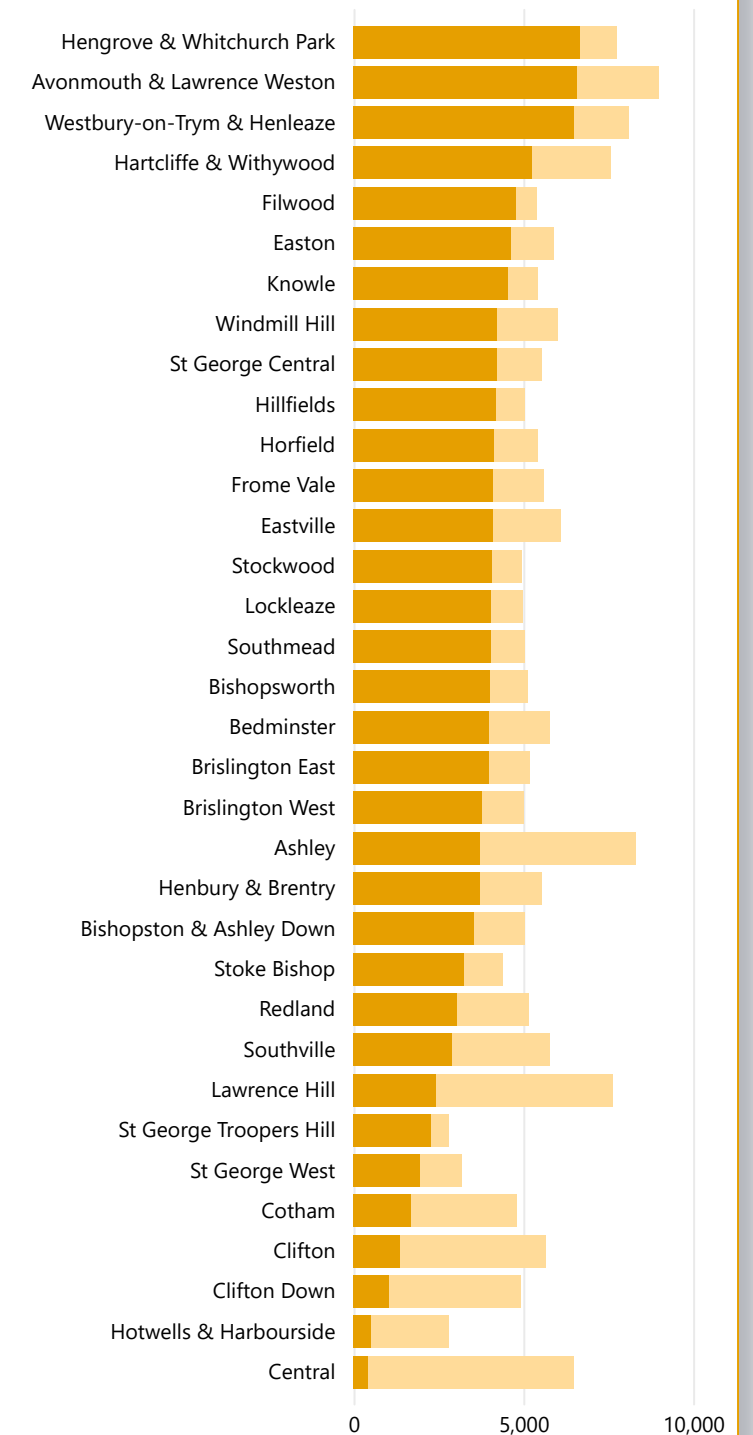 Hengrove & Whitchurch Park
Avonmouth & Lawrence Weston
Westbury-on-Trym & Henleaze
Hartcliffe & Withywood
Filwood
Easton
Knowle
Windmill Hill
St George Central
Hillfields
Horfield
Frome Vale
Eastville
Stockwood
Lockleaze
Southmead
Bishopsworth
Bedminster
Brislington East
Brislington West
Ashley
Henbury & Brentry
Bishopston & Ashley Down
Stoke Bishop
Redland
Southville
Lawrence Hill
St George Troopers Hill
St George West
Cotham
Clifton
Clifton Down
Hotwells & Harbourside
Central
0 5,000 10,000